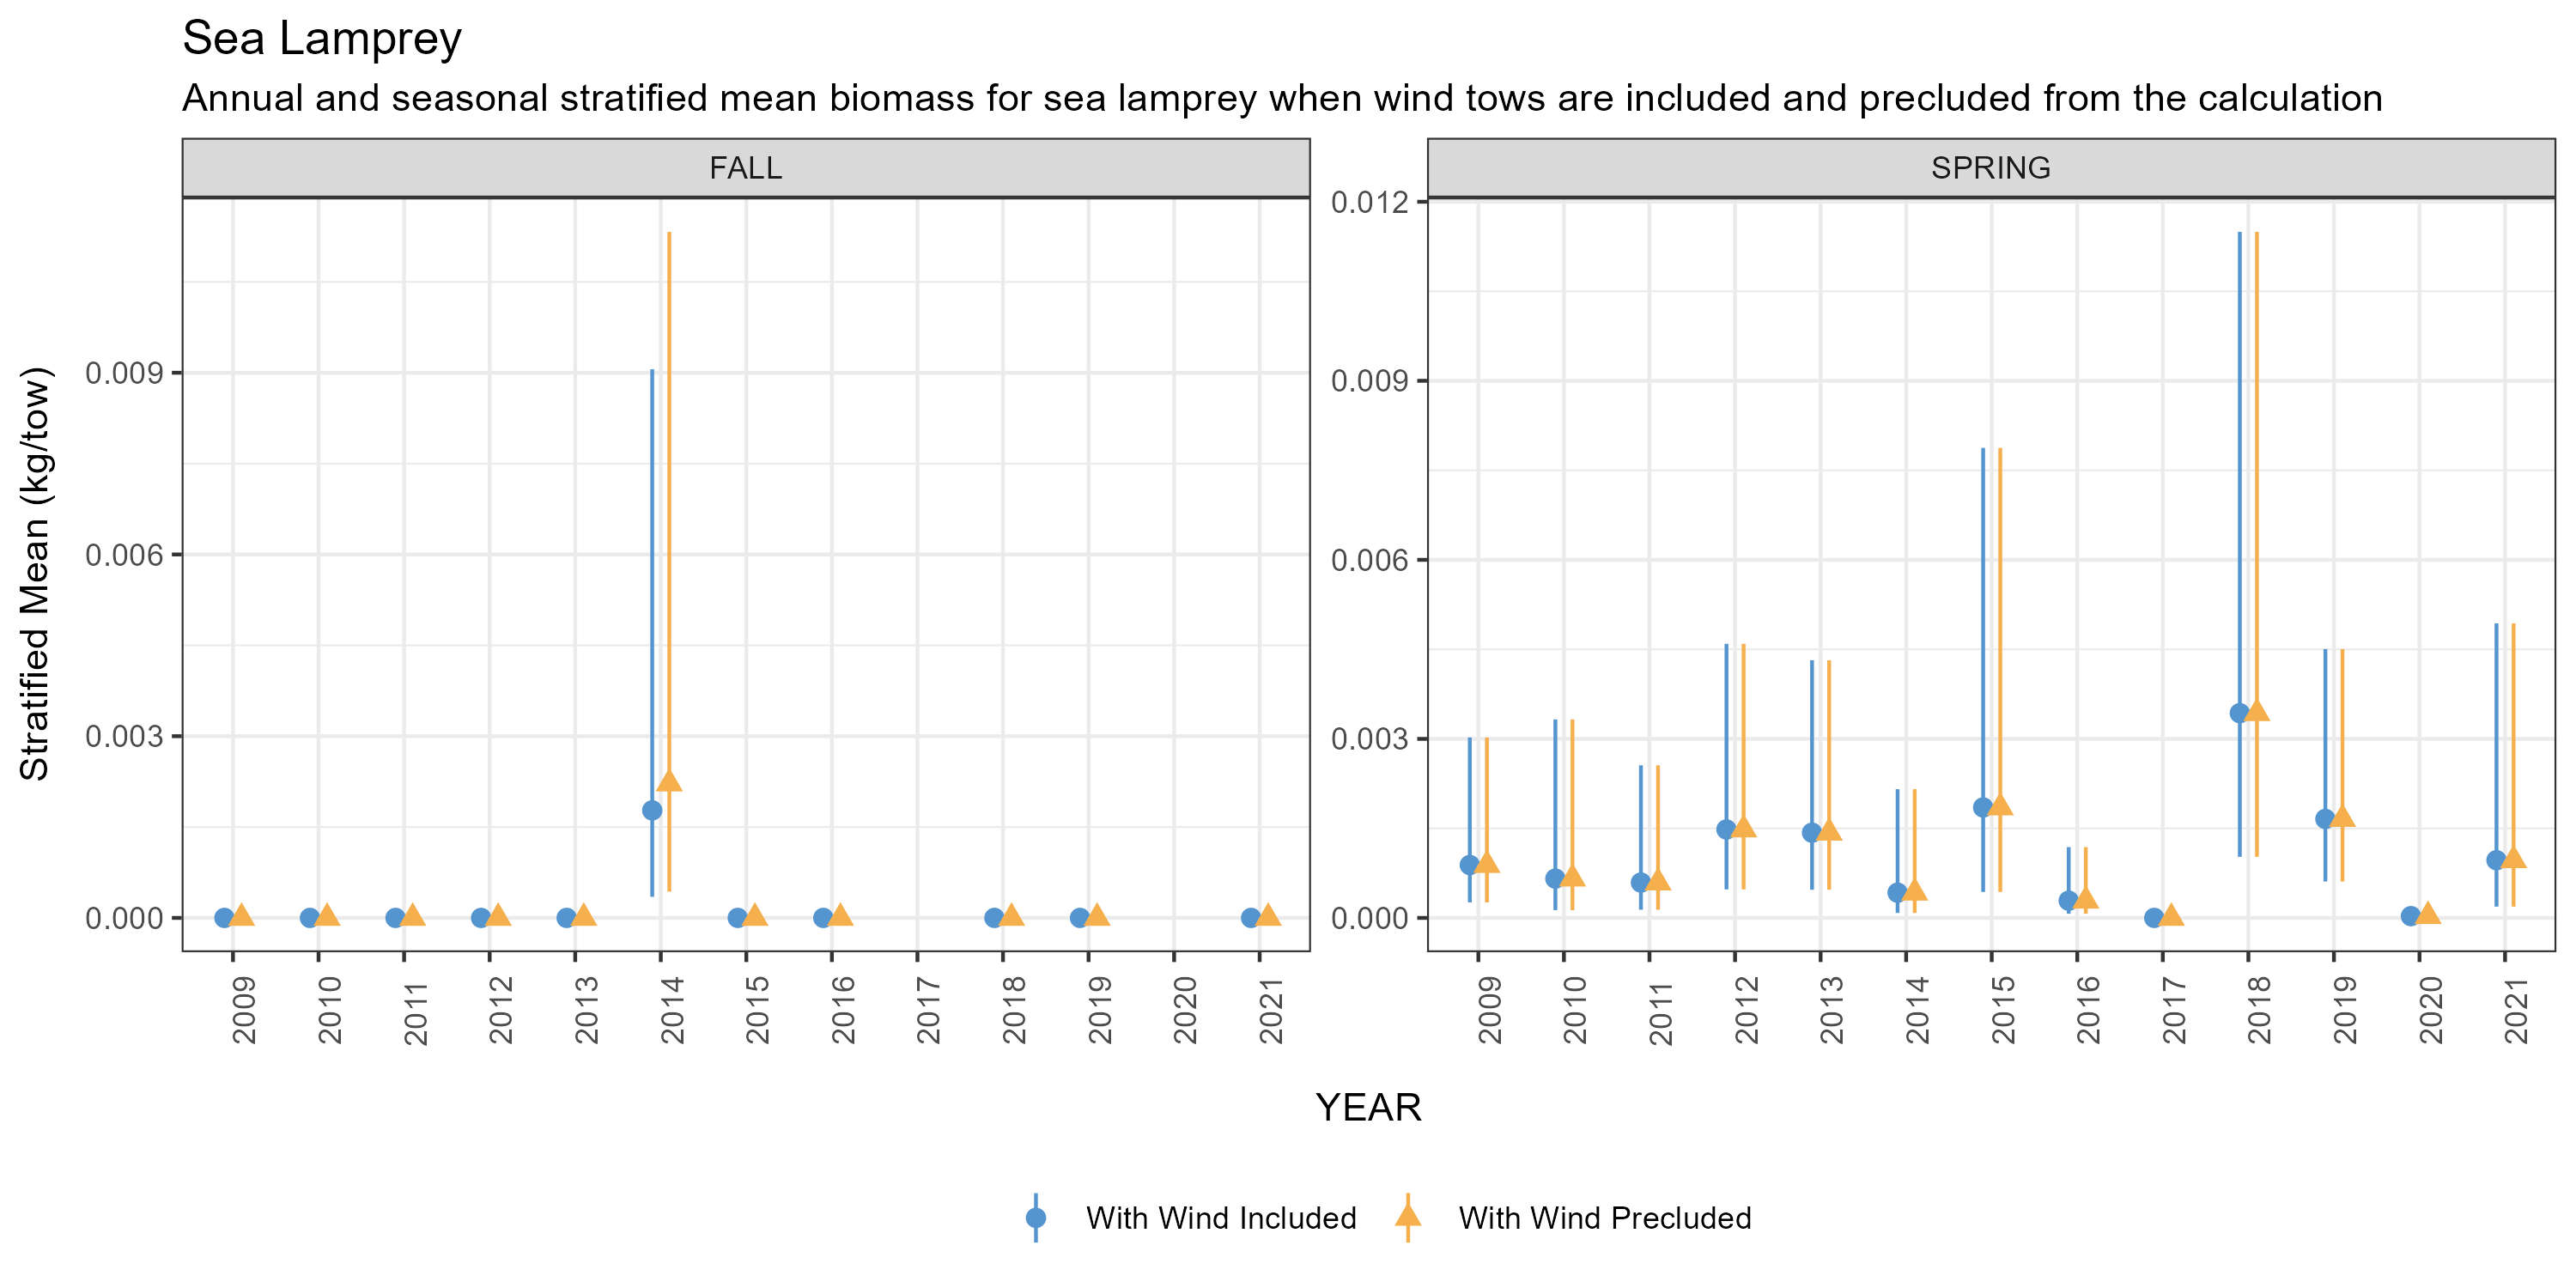 Sea Lamprey
Annual and seasonal stratified mean biomass for sea lamprey when wind tows are included and precluded from the calculation
FALL
SPRING
Stratified Mean (kg/tow)
0.009
0.006
0.003
0.000
0.012
0.009
0.006
0.003
0.000
2009 2010 2011 2012 2013 2014 2015 2016 2017 2018 2019 2020 2021
2009 2010 2011 2012 2013 2014 2015 2016 2017 2018 2019 2020 2021
YEAR
With Wind Included With Wind Precluded